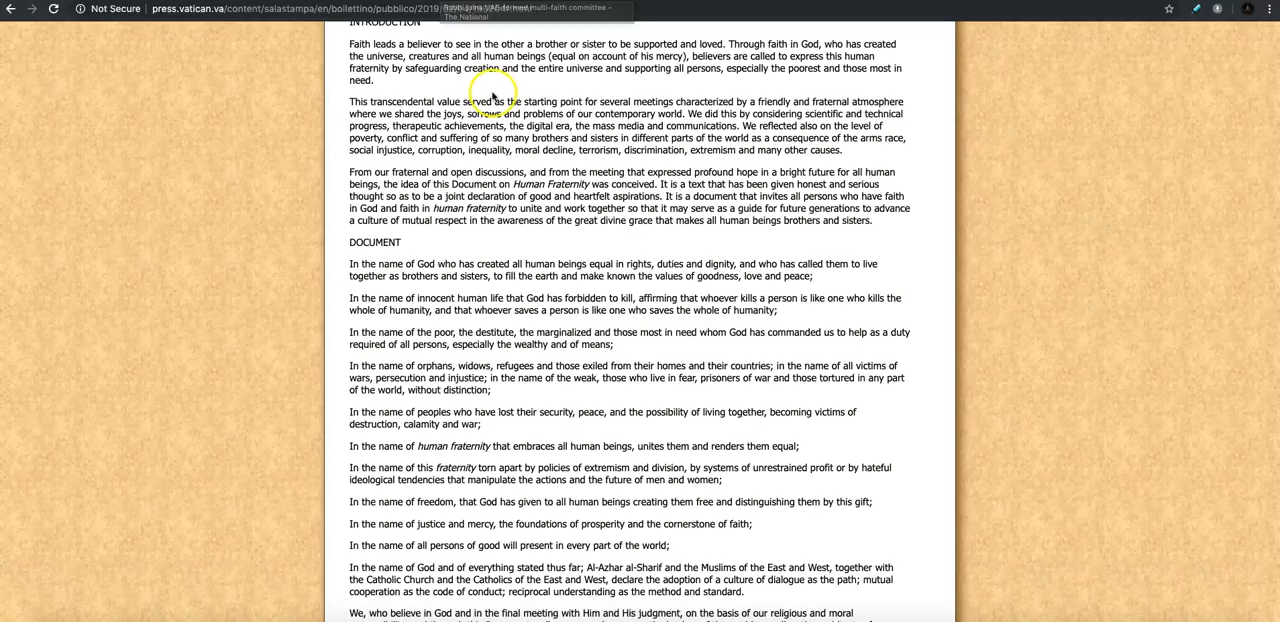 Not Secure | press.vatican.va/content/salastampa/en/bollettino/pubblico/2019/
multi-faith committee –
The National
INTRODUCTION
Faith leads a believer to see in the other a brother or sister to be supported and loved. Through faith in God, who has created
the universe, creatures and all human beings (equal on account of his mercy), believers are called to express this human
fraternity by safeguarding creation and the entire universe and supporting all persons, especially the poorest and those most in
need.
This transcendental value served as the starting point for several meetings characterized by a friendly and fraternal atmosphere
where we shared the joys, sorrows and problems of our contemporary world. We did this by considering scientific and technical
progress, therapeutic achievements, the digital era, the mass media and communications. We reflected also on the level of
poverty, conflict and suffering of so many brothers and sisters in different parts of the world as a consequence of the arms race,
social injustice, corruption, inequality, moral decline, terrorism, discrimination, extremism and many other causes.
From our fraternal and open discussions, and from the meeting that expressed profound hope in a bright future for all human
beings, the idea of this Document on Human Fraternity was conceived. It is a text that has been given honest and serious
thought so as to be a joint declaration of good and heartfelt aspirations. It is a document that invites all persons who have faith
in God and faith in human fraternity to unite and work together so that it may serve as a guide for future generations to advance
a culture of mutual respect in the awareness of the great divine grace that makes all human beings brothers and sisters.
DOCUMENT
In the name of God who has created all human beings equal in rights, duties and dignity, and who has called them to live
together as brothers and sisters, to fill the earth and make known the values of goodness, love and peace;
In the name of innocent human life that God has forbidden to kill, affirming that whoever kills a person is like one who kills the
whole of humanity, and that whoever saves a person is like one who saves the whole of humanity;
In the name of the poor, the destitute, the marginalized and those most in need whom God has commanded us to help as a duty
required of all persons, especially the wealthy and of means;
In the name of orphans, widows, refugees and those exiled from their homes and their countries; in the name of all victims of
wars, persecution and injustice; in the name of the weak, those who live in fear, prisoners of war and those tortured in any part
of the world, without distinction;
In the name of peoples who have lost their security, peace, and the possibility of living together, becoming victims of
destruction, calamity and war;
In the name of human fraternity that embraces all human beings, unites them and renders them equal;
In the name of this fraternity torn apart by policies of extremism and division, by systems of unrestrained profit or by hateful
ideological tendencies that manipulate the actions and the future of men and women;
In the name of freedom, that God has given to all human beings creating them free and distinguishing them by this gift;
In the name of justice and mercy, the foundations of prosperity and the cornerstone of faith;
In the name of all persons of good will present in every part of the world;
In the name of God and of everything stated thus far; Al-Azhar al-Sharif and the Muslims of the East and West, together with
the Catholic Church and the Catholics of the East and West, declare the adoption of a culture of dialogue as the path; mutual
cooperation as the code of conduct; reciprocal understanding as the method and standard.
We, who believe in God and in the final meeting with Him and His judgment, on the basis of our religious and moral